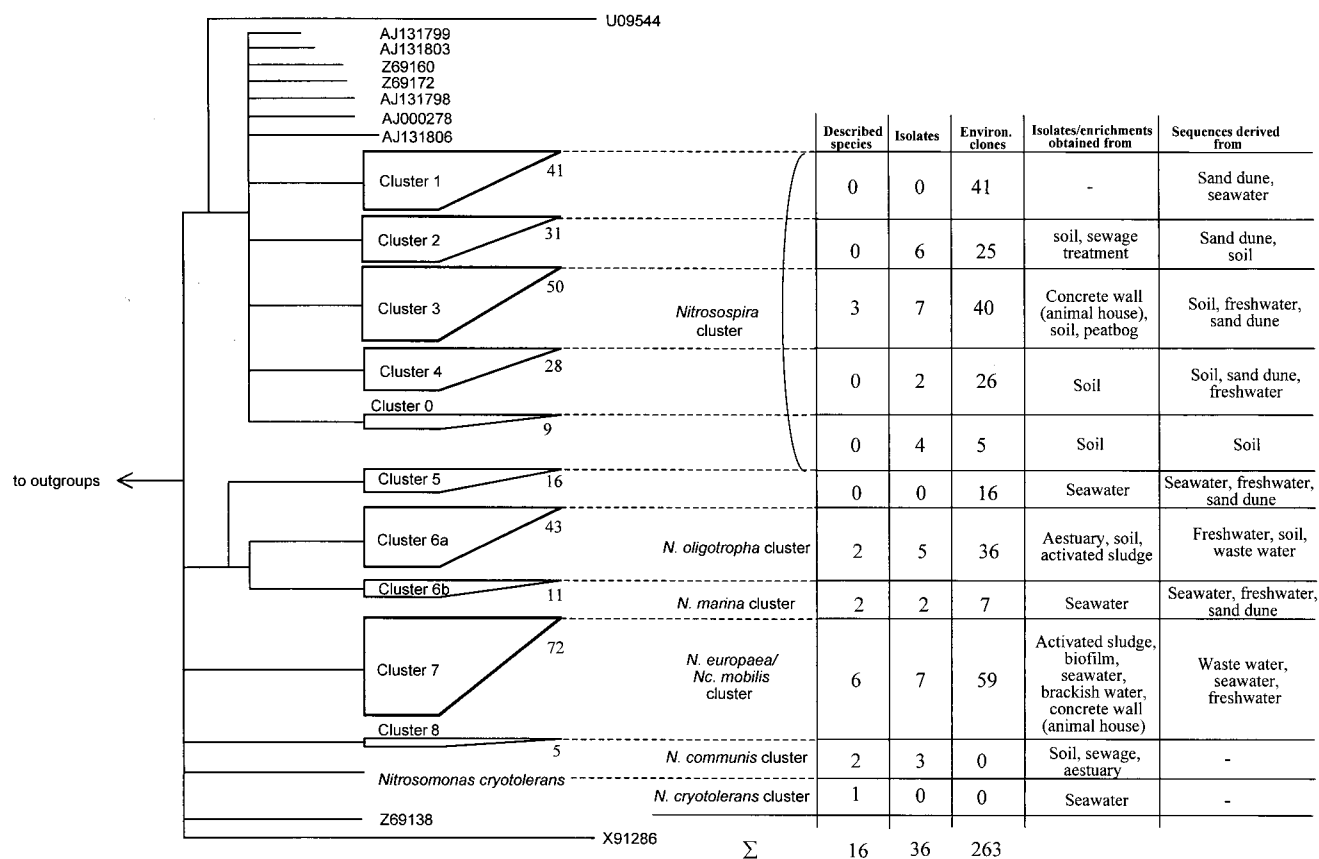 U09544
AJ131799
AJ131803
Z69160
Z69172
AJ131798
AJ000278
AJ131806
Described species
Isolates
Environ. clones
Isolates/enrichments obtained from
Sequences derived from
Cluster 1
41
0
0
41
-
Sand dune,
seawater
Cluster 2
31
0
6
25
soil, sewage
treatment
Sand dune,
soil
Cluster 3
50
Nitrosospira
cluster
3
7
40
Concrete wall
(animal house),
soil, peatbog
Soil, freshwater,
sand dune
Cluster 4
28
0
2
26
Soil
Soil, sand dune,
freshwater
Cluster 0
9
0
4
5
Soil
Soil
to outgroups
Cluster 5
16
0
0
16
Seawater
Seawater, freshwater,
sand dune
Cluster 6a
43
N. oligotropha cluster
2
5
36
Aestuary, soil,
activated sludge
Freshwater, soil,
waste water
Cluster 6b
11
N. marina cluster
2
2
7
Seawater
Seawater, freshwater,
sand dune
Cluster 7
72
N. europaea/
Nc. mobilis
cluster
6
7
59
Activated sludge,
biofilm,
seawater,
brackish water,
concrete wall
(animal house)
Waste water,
seawater,
freshwater
Cluster 8
5
N. communis cluster
2
3
0
Soil, sewage,
aestuary
-
Nitrosomonas cryotolerans
N. cryotolerans cluster
1
0
0
Seawater
-
Z69138
X91286
Σ
16
36
263